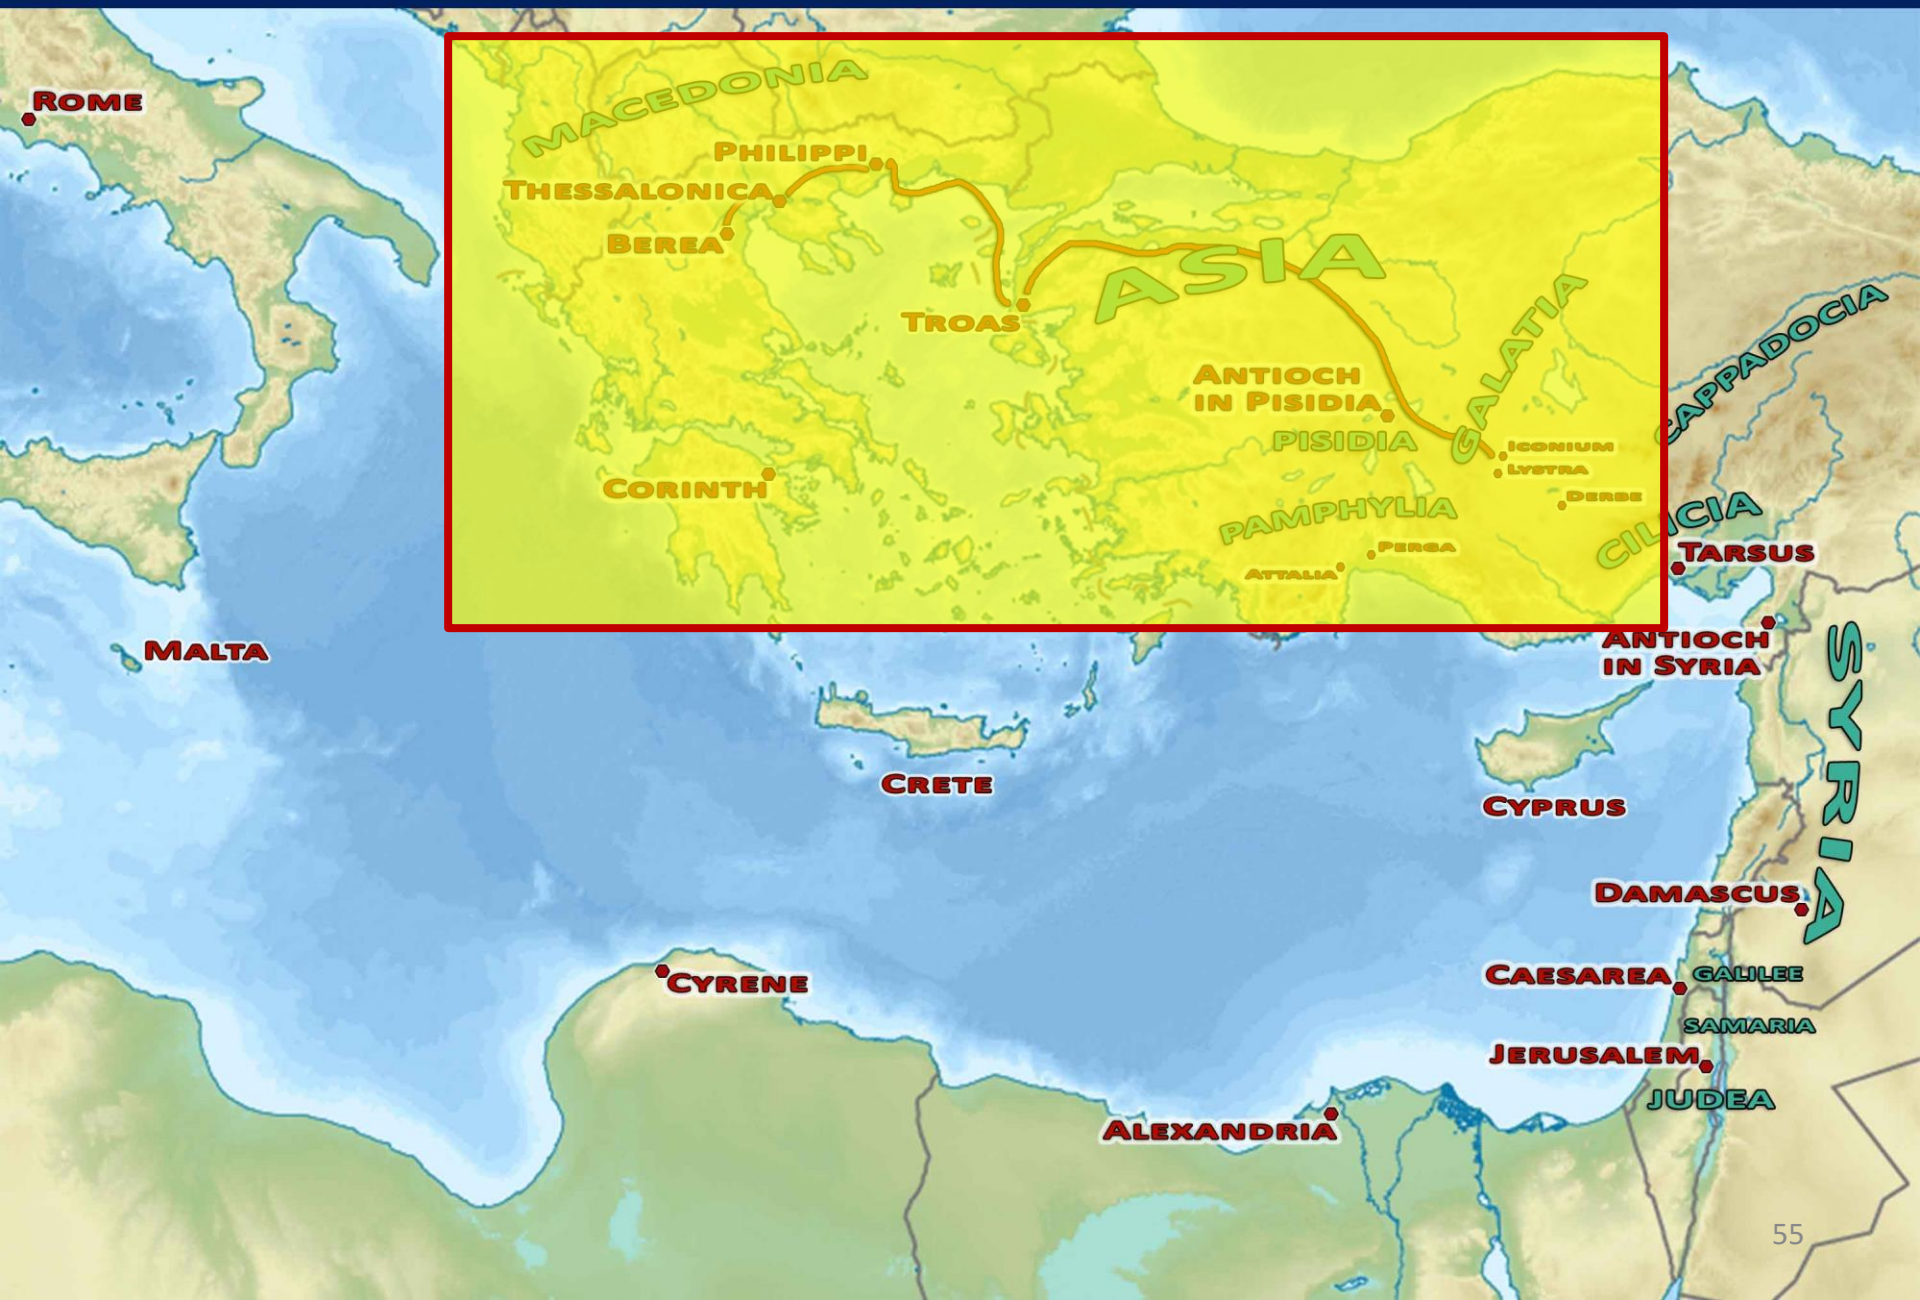 MACEDONIA
ROME
PHILIPPI
THESSALONICA
BEREA
ASIA
TROAS
GALATIA
CAPPADOCIA
ANTIOCH
IN PISIDIA
PISIDIA
ICONIUM
LYSTRA
CORINTH
DERBE
PAMPHYLIA
CILICIA
PERGA
TARSUS
ATTALIA
MALTA
ANTIOCH
IN SYRIA
SYRIA
CRETE
CYPRUS
DAMASCUS
CYRENE
CAESAREA
GALILEE
SAMARIA
JERUSALEM
JUDEA
ALEXANDRIA
55